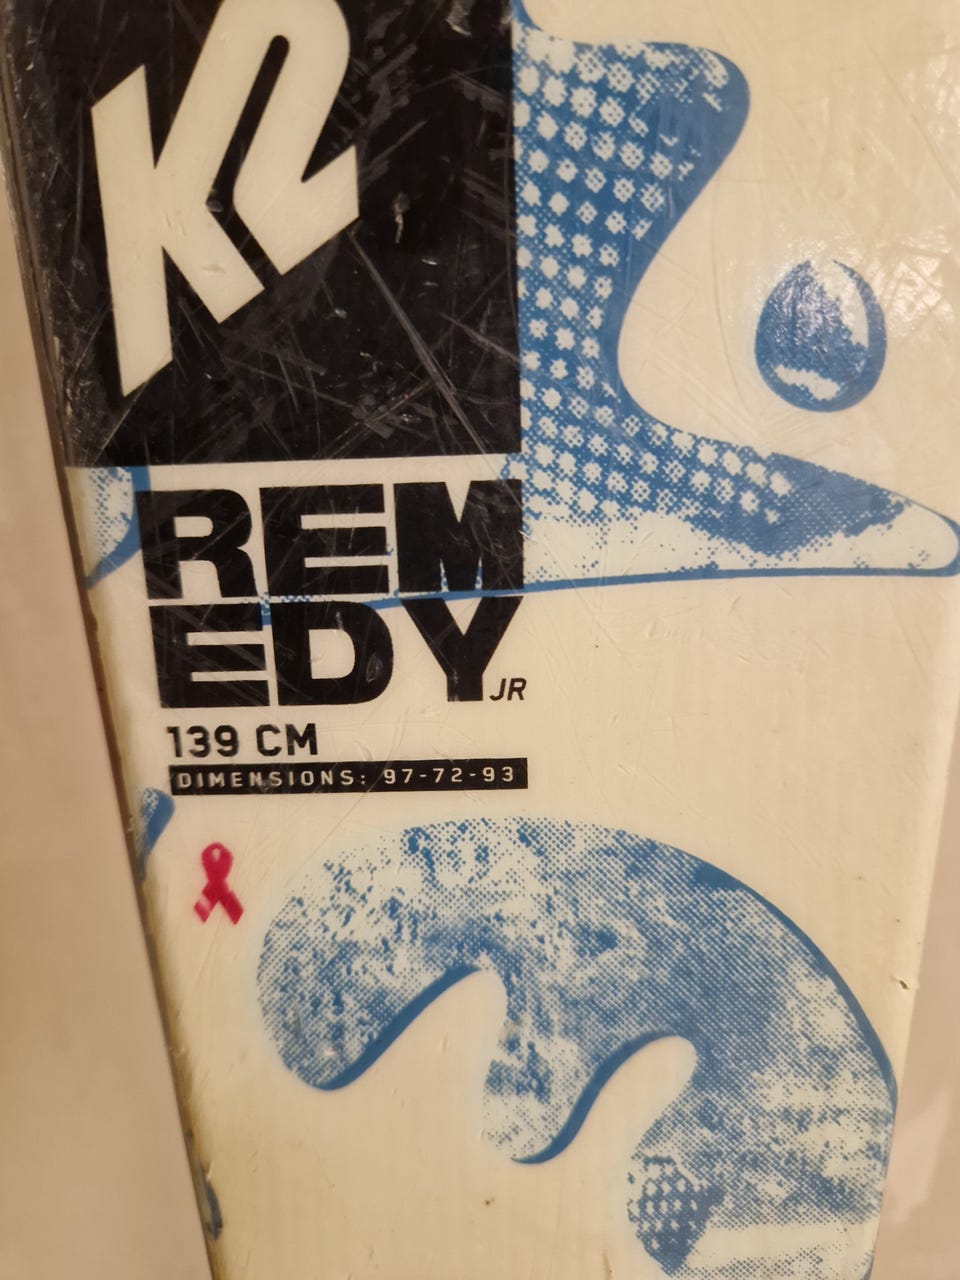 K2
REM
EDY JR
139 CM
DIMENSIONS: 97-72-93